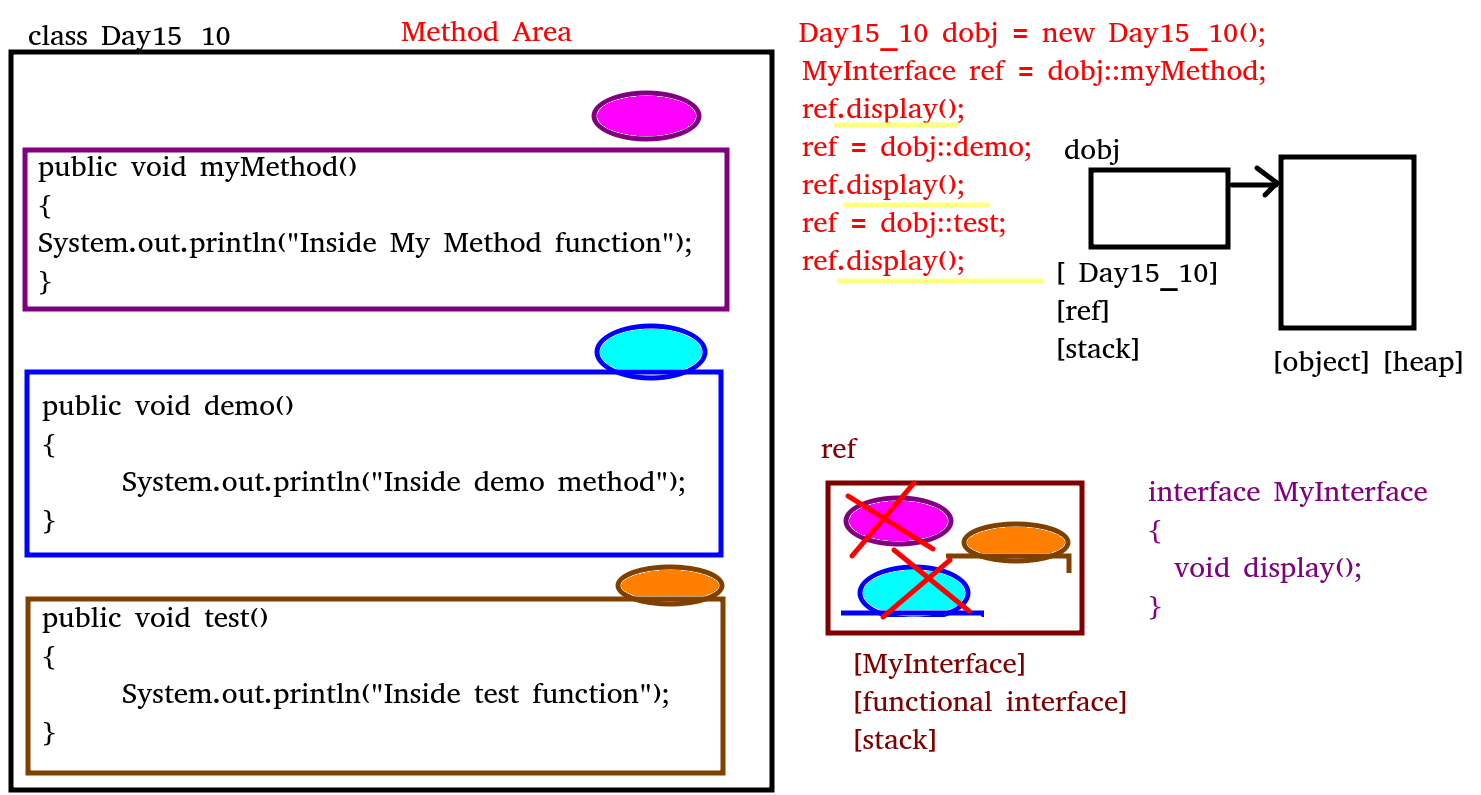 class Day15_10
Method Area
public void myMethod()
{
System.out.println("Inside My Method function");
}
public void demo()
{
System.out.println("Inside demo method");
}
public void test()
{
System.out.println("Inside test function");
}
Day15_10 dobj = new Day15_10();
MyInterface ref = dobj::myMethod;
ref.display();
ref = dobj::demo;
ref.display();
ref = dobj::test;
ref.display();
dobj
[ Day15_10]
[ref]
[stack]
[object] [heap]
ref
[MyInterface]
[functional interface]
[stack]
interface MyInterface
{
void display();
}